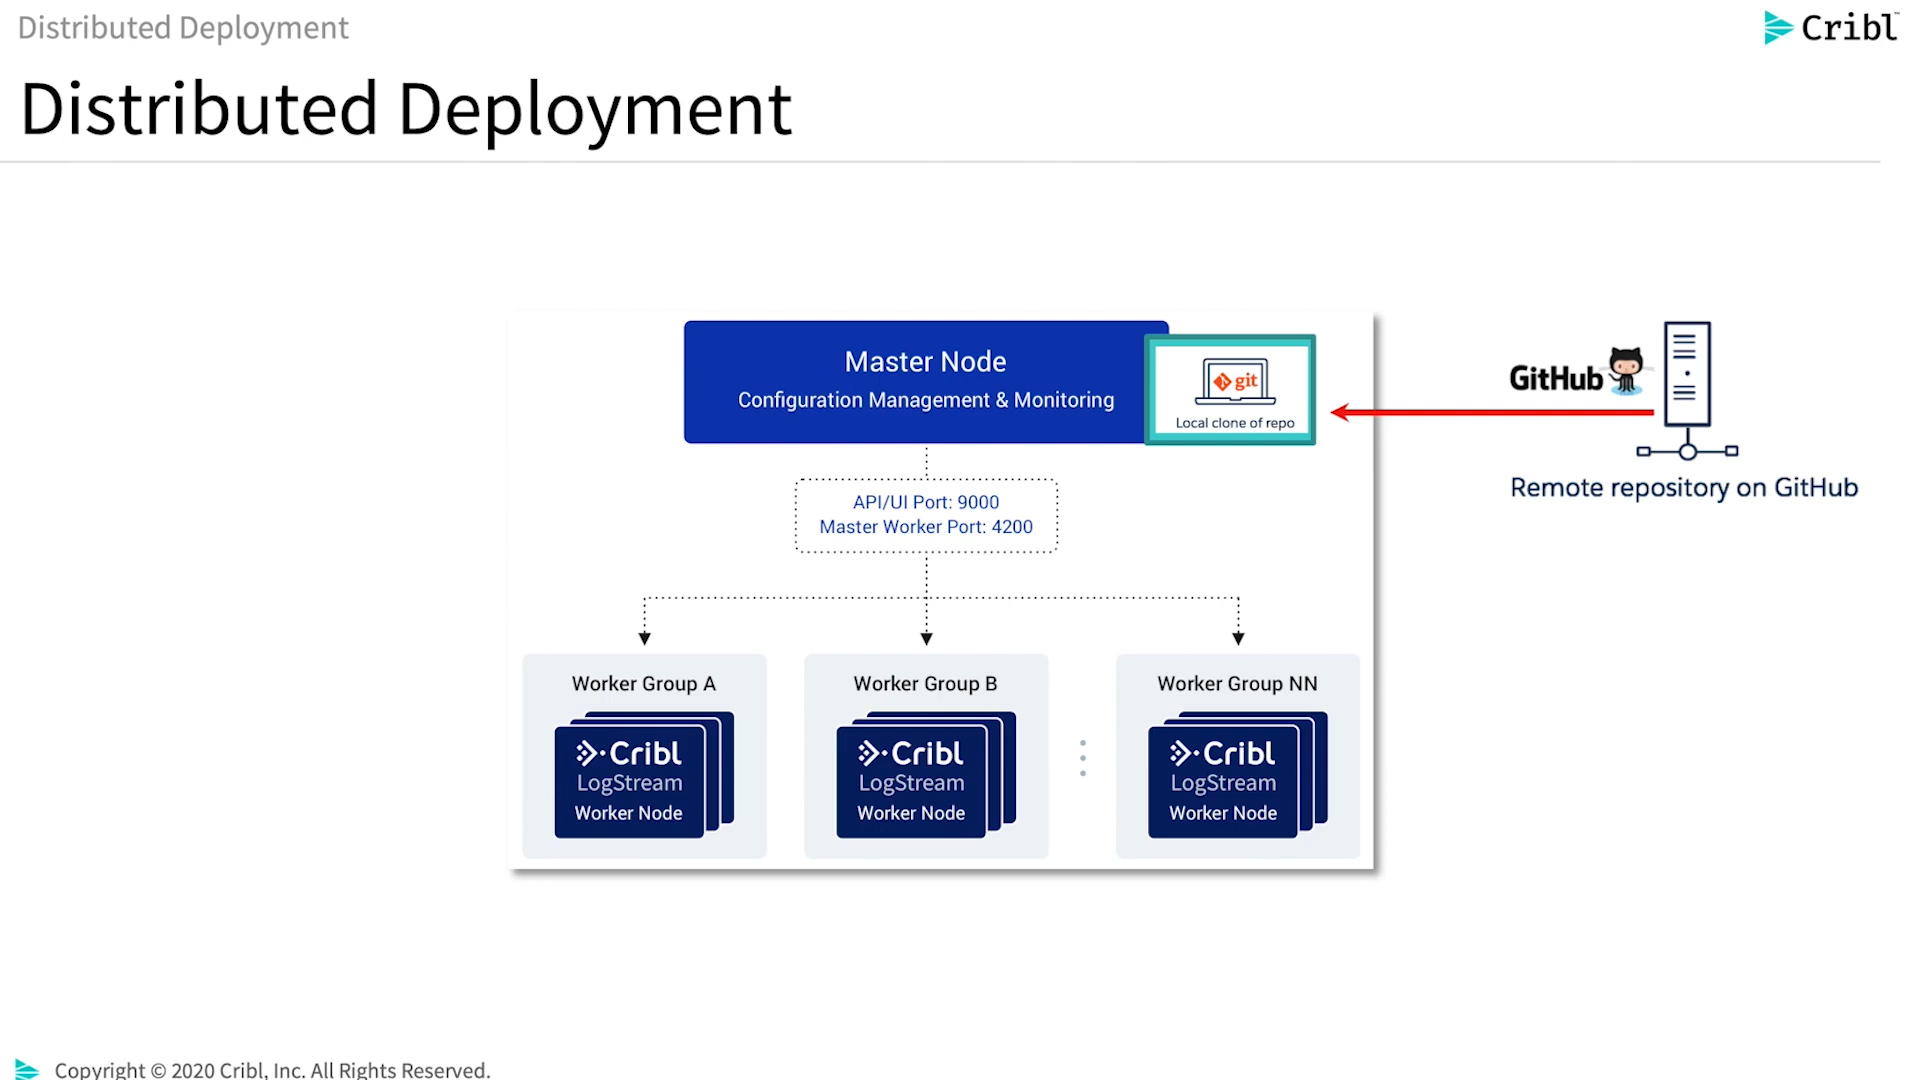 Distributed Deployment
Cribl™
Distributed Deployment
Master Node
Configuration Management & Monitoring
git
Local clone of repo
GitHub
Remote repository on GitHub
API/UI Port: 9000
Master Worker Port: 4200
Worker Group A
Worker Group B
Worker Group NN
Cribl
LogStream
Worker Node
Cribl
LogStream
Worker Node
Cribl
LogStream
Worker Node
Copyright © 2020 Cribl, Inc. All Rights Reserved.